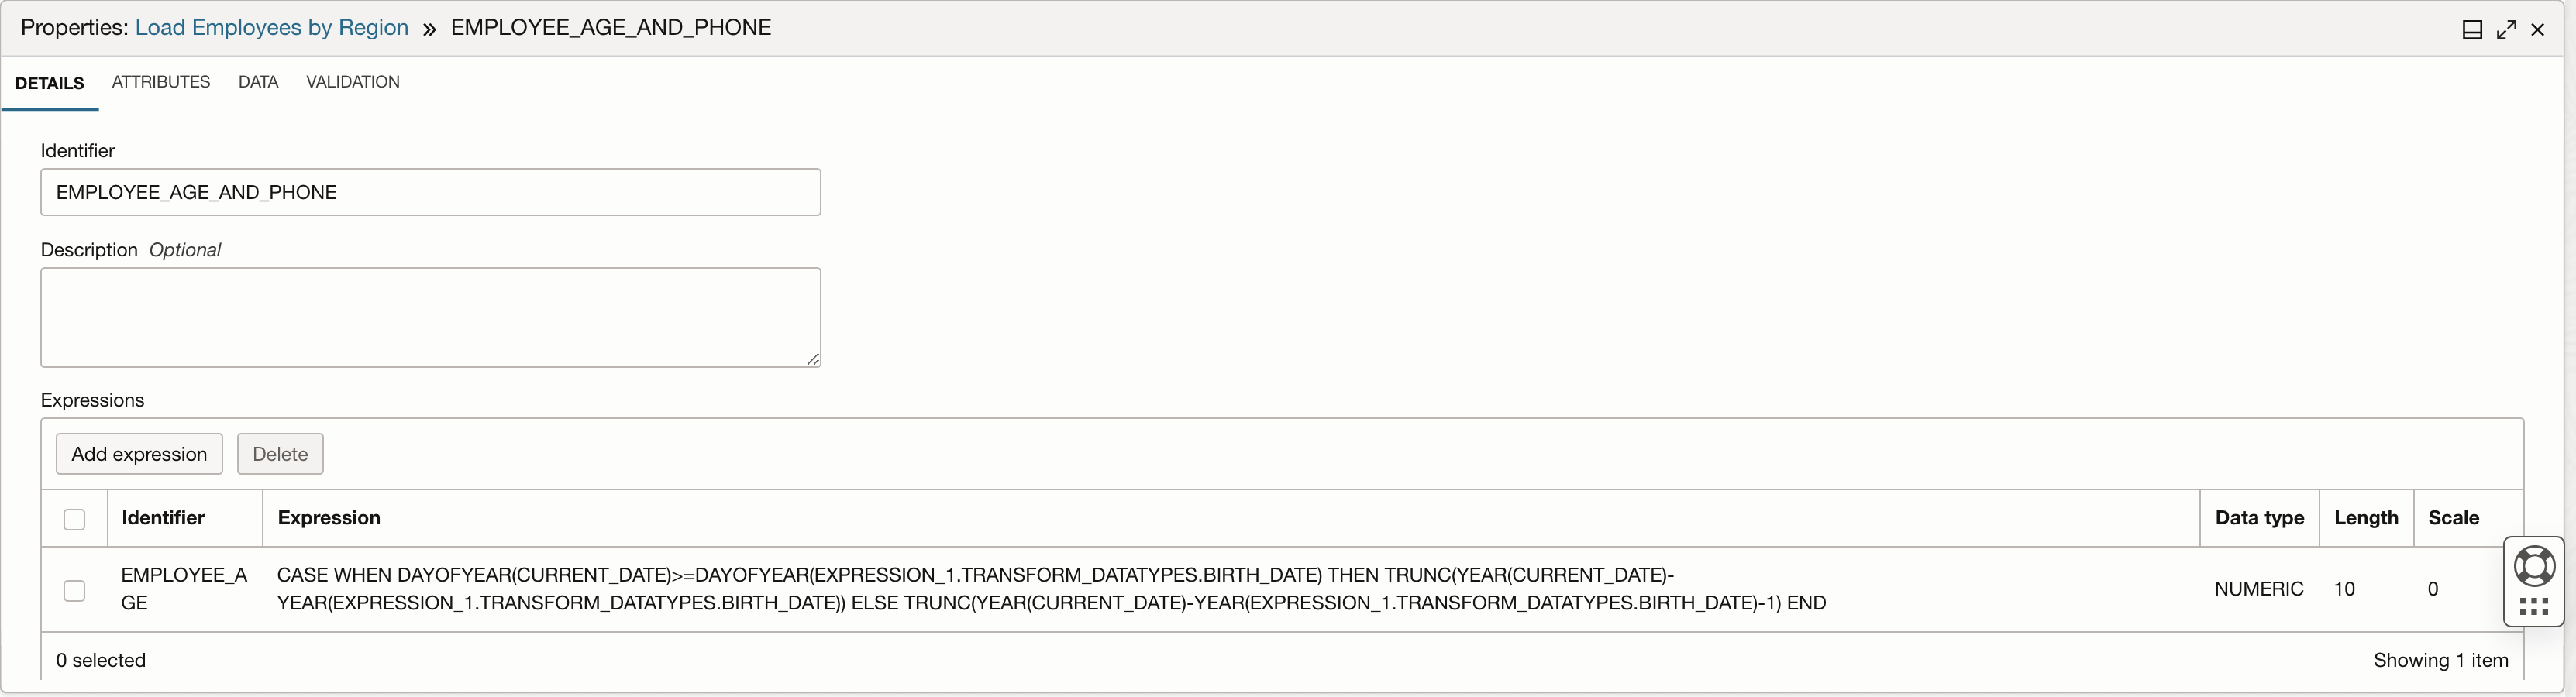 Properties: Load Employees by Region » EMPLOYEE_AGE_AND_PHONE
DETAILS ATTRIBUTES DATA VALIDATION
Identifier
EMPLOYEE_AGE_AND_PHONE
Description Optional
Expressions
Add expression Delete
Identifier Expression Data type Length Scale
EMPLOYEE_A CASE WHEN DAYOFYEAR(CURRENT_DATE)>=DAYOFYEAR(EXPRESSION_1.TRANSFORM_DATATYPES.BIRTH_DATE) THEN TRUNC(YEAR(CURRENT_DATE)-
GE YEAR(EXPRESSION_1.TRANSFORM_DATATYPES.BIRTH_DATE)) ELSE TRUNC(YEAR(CURRENT_DATE)-YEAR(EXPRESSION_1.TRANSFORM_DATATYPES.BIRTH_DATE)-1) END NUMERIC 10 0
0 selected Showing 1 item